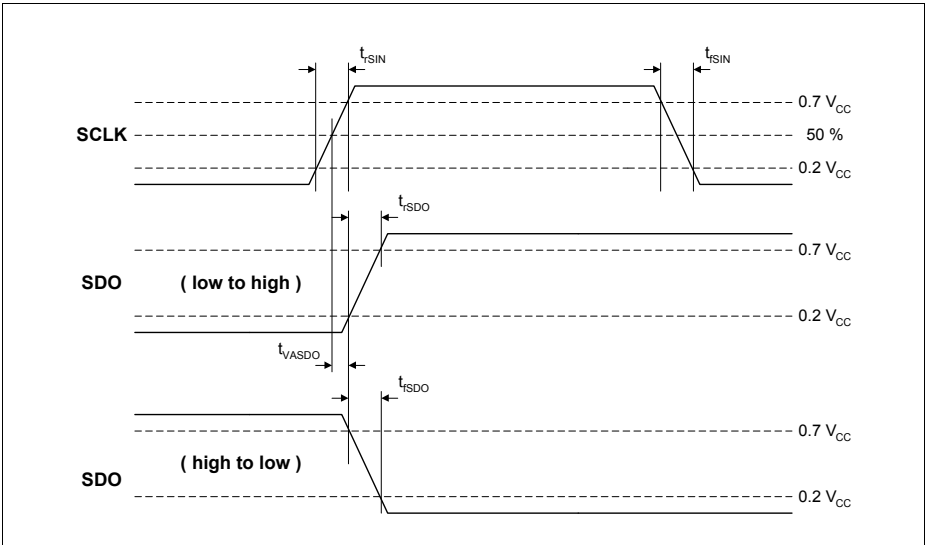 t_rSIN
t_fSIN
0.7 V_CC
SCLK
50 %
0.2 V_CC
t_rSDO
0.7 V_CC
SDO
( low to high )
0.2 V_CC
t_VASDO
t_fSDO
0.7 V_CC
( high to low )
SDO
0.2 V_CC